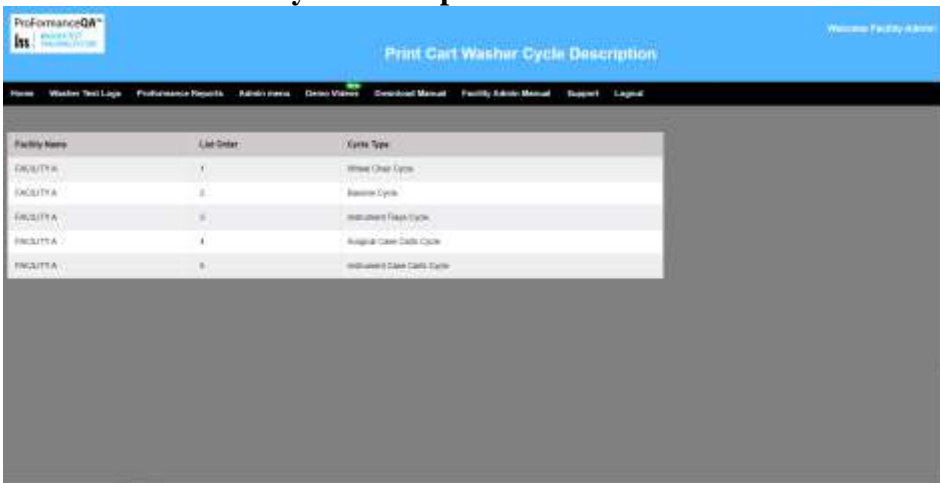 ProFormanceQA™
Welcome Facility Admin
Print Cart Washer Cycle Description
New
Home Washer Test Logs Proformance Reports Admin menu Demo Videos Download Manual Facility Admin Manual Support Logout
Facility Name List Order Cycle Type
FACILITY A 1 Wheel Chair Cycle
FACILITY A 2 Bassinet Cycle
FACILITY A 3 Instrument Trays Cycle
FACILITY A 4 Surgical Case Carts Cycle
FACILITY A 5 Instrument Case Carts Cycle